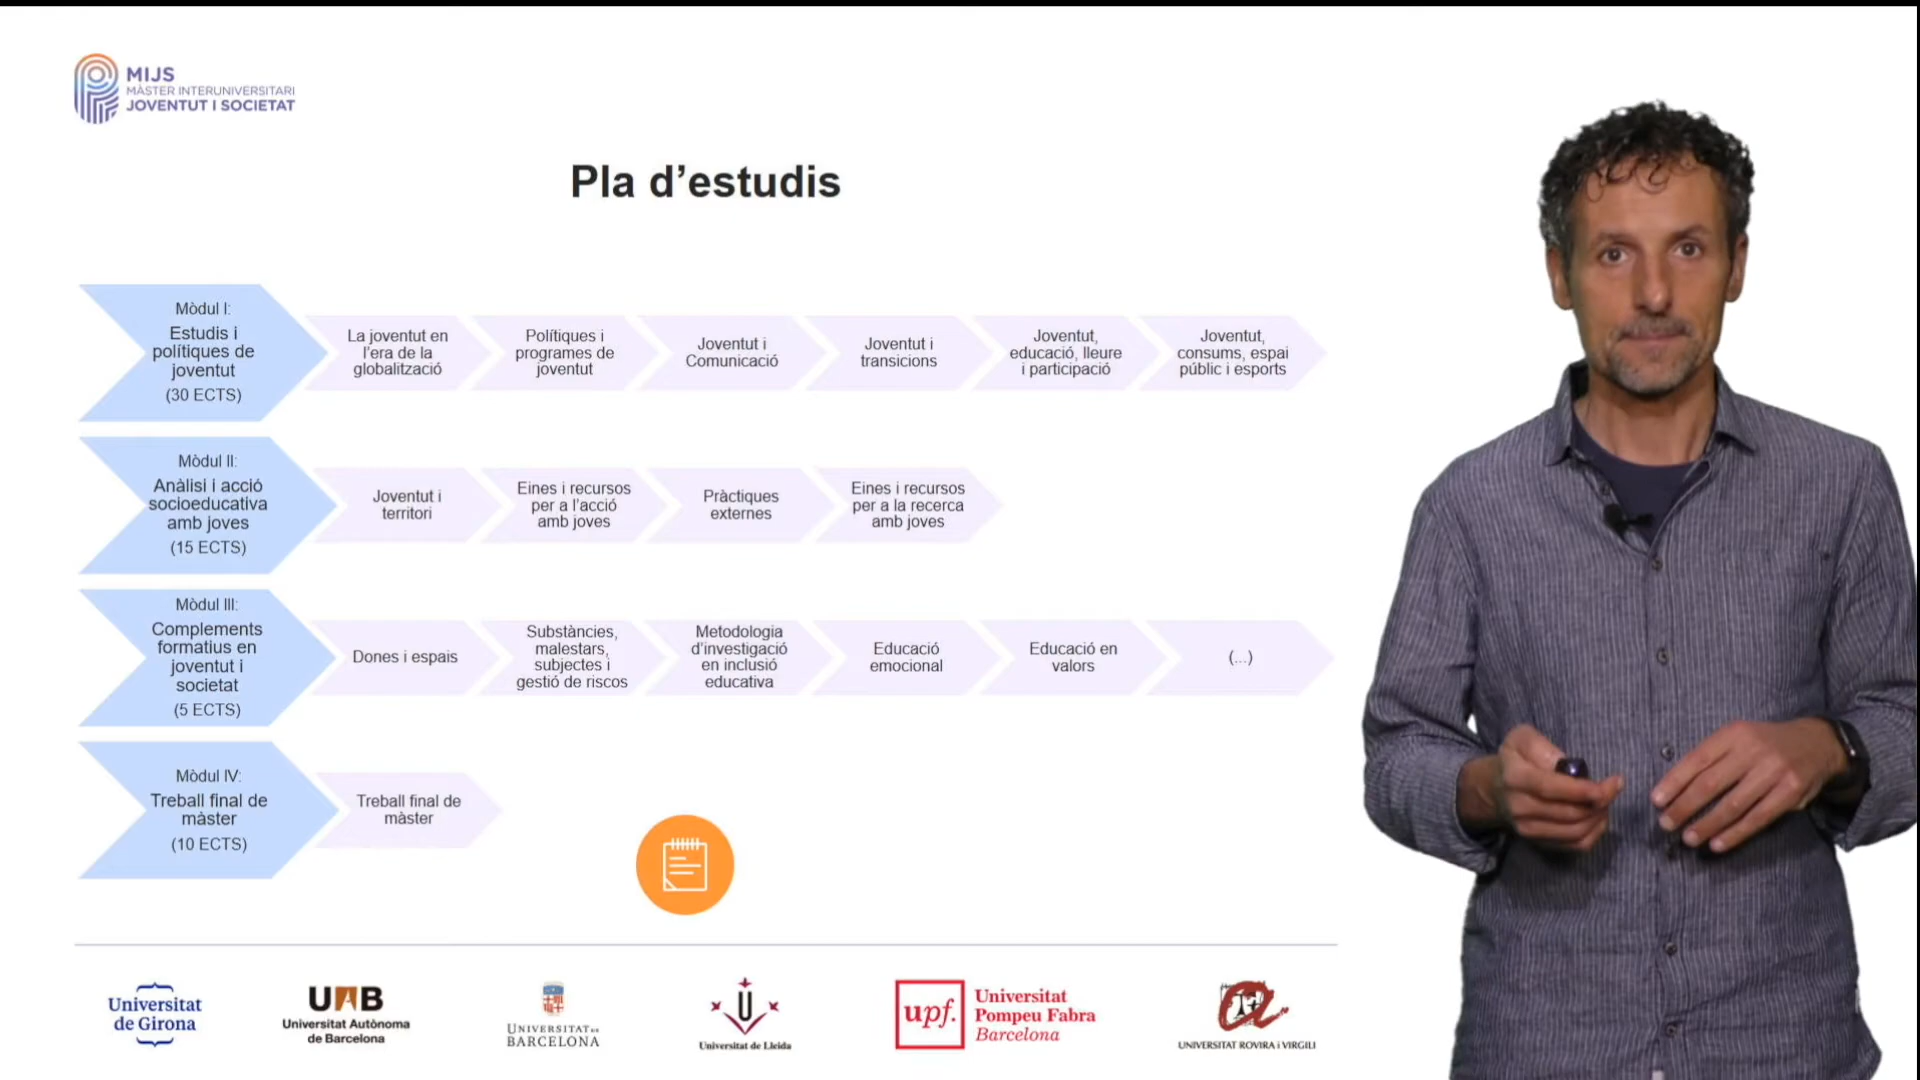 MIJS
MÀSTER INTERUNIVERSITARI
JOVENTUT I SOCIETAT
Pla d’estudis
Mòdul I:
Estudis i
polítiques de
joventut
(30 ECTS)
La joventut en
l’era de la
globalització
Polítiques i
programes de
joventut
Joventut i
Comunicació
Joventut i
transicions
Joventut,
educació, lleure
i participació
Joventut,
consums, espai
públic i esports
Mòdul II:
Anàlisi i acció
socioeducativa
amb joves
(15 ECTS)
Joventut i
territori
Eines i recursos
per a l’acció
amb joves
Pràctiques
externes
Eines i recursos
per a la recerca
amb joves
Mòdul III:
Complements
formatius en
joventut i
societat
(5 ECTS)
Dones i espais
Substàncies,
malestars,
subjectes i
gestió de riscos
Metodologia
d’investigació
en inclusió
educativa
Educació
emocional
Educació en
valors
(...)
Mòdul IV:
Treball final de
màster
(10 ECTS)
Treball final de
màster
Universitat
de Girona
UAB
Universitat Autònoma
de Barcelona
UNIVERSITAT DE
BARCELONA
U
Universitat de Lleida
upf.
Universitat
Pompeu Fabra
Barcelona
UNIVERSITAT ROVIRA i VIRGILI